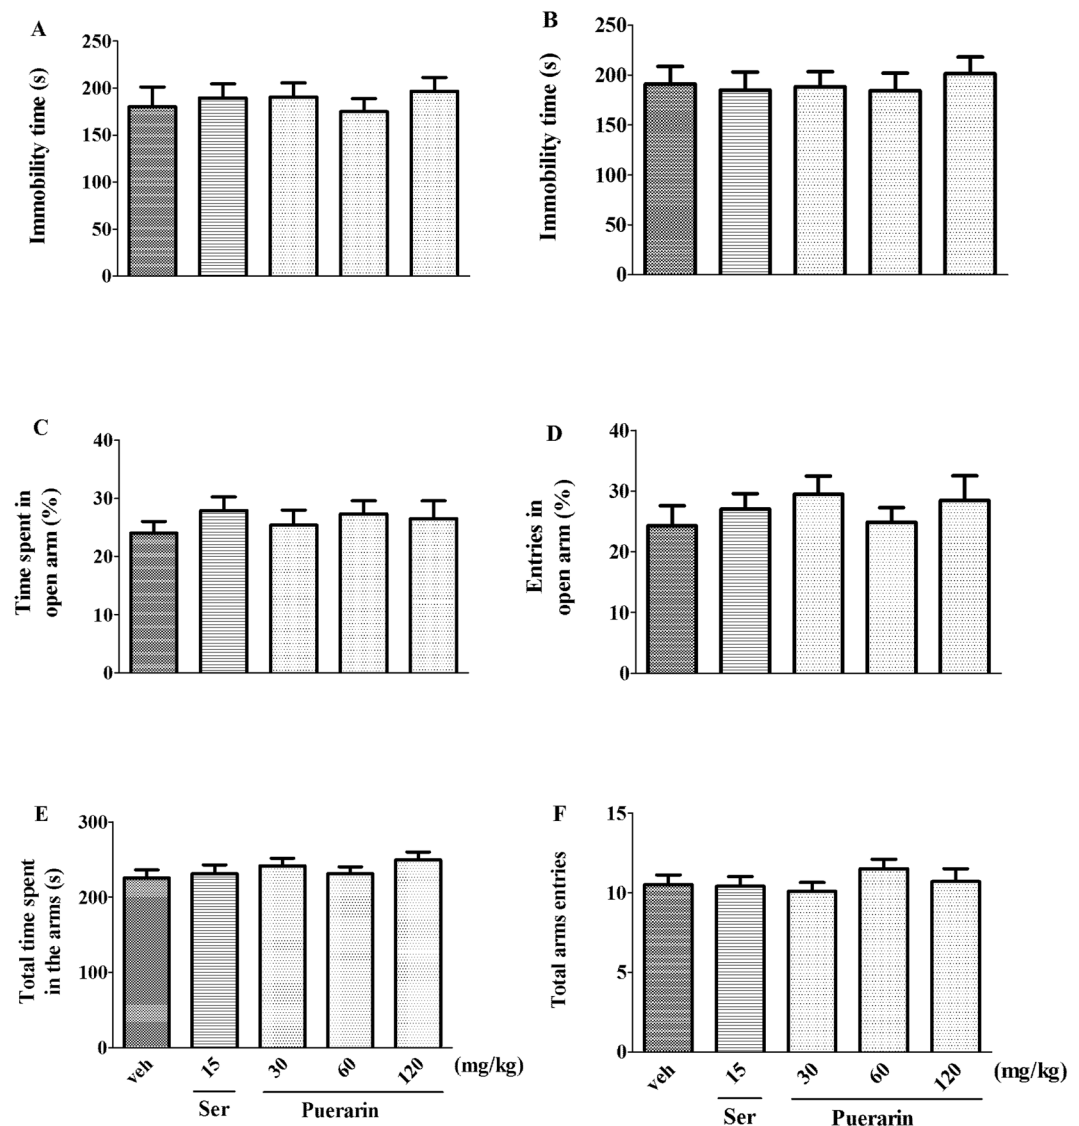 A
Immobility time (s)
250
200
150
100
50
0
B
Immobility time (s)
250
200
150
100
50
0
C
Time spent in
open arm (%)
40
30
20
10
0
D
Entries in
open arm (%)
40
30
20
10
0
E
Total time spent
in the arms (s)
300
200
100
0
veh 15 30 60 120 (mg/kg)
Ser Puerarin
F
Total arms entries
15
10
5
0
veh 15 30 60 120 (mg/kg)
Ser Puerarin